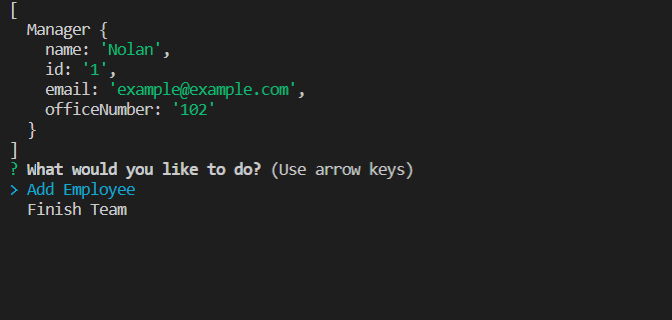 [
  Manager {
    name: 'Nolan',
    id: '1',
    email: 'example@example.com',
    officeNumber: '102'
  }
]
? What would you like to do? (Use arrow keys)
> Add Employee
  Finish Team